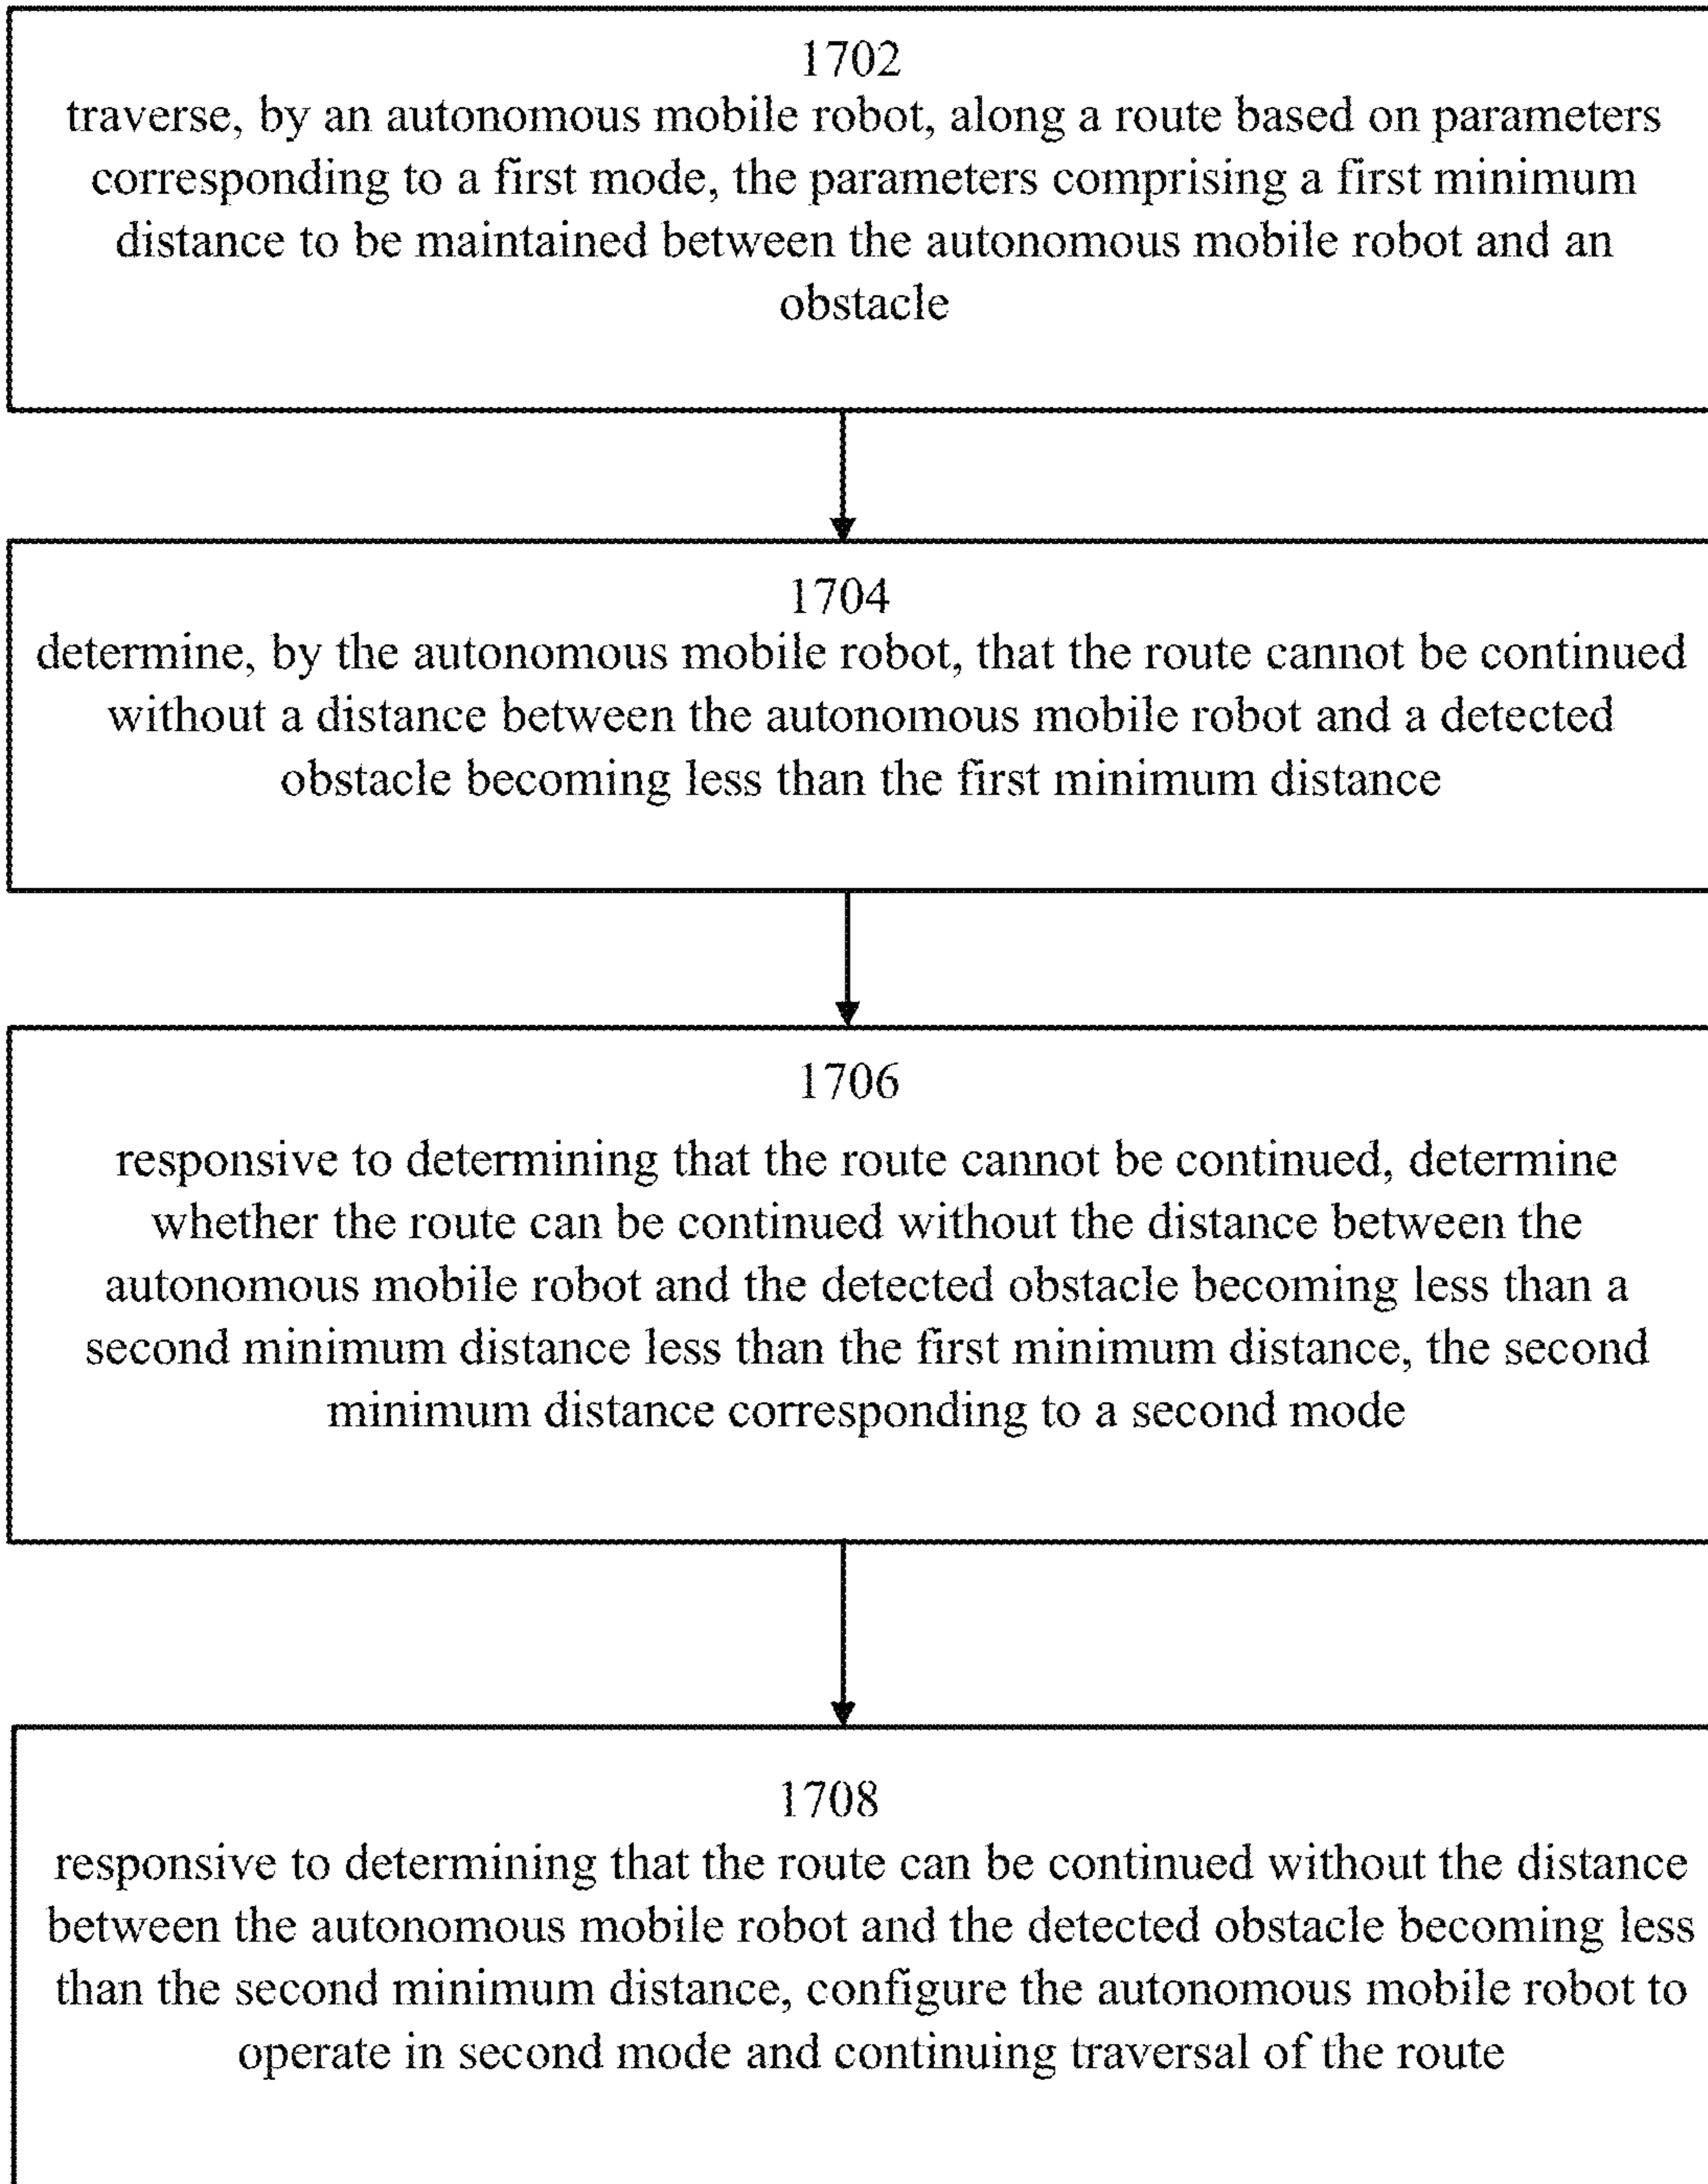 1702
traverse, by an autonomous mobile robot, along a route based on parameters
corresponding to a first mode, the parameters comprising a first minimum
distance to be maintained between the autonomous mobile robot and an
obstacle
1704
determine, by the autonomous mobile robot, that the route cannot be continued
without a distance between the autonomous mobile robot and a detected
obstacle becoming less than the first minimum distance
1706
responsive to determining that the route cannot be continued, determine
whether the route can be continued without the distance between the
autonomous mobile robot and the detected obstacle becoming less than a
second minimum distance less than the first minimum distance, the second
minimum distance corresponding to a second mode
1708
responsive to determining that the route can be continued without the distance
between the autonomous mobile robot and the detected obstacle becoming less
than the second minimum distance, configure the autonomous mobile robot to
operate in second mode and continuing traversal of the route